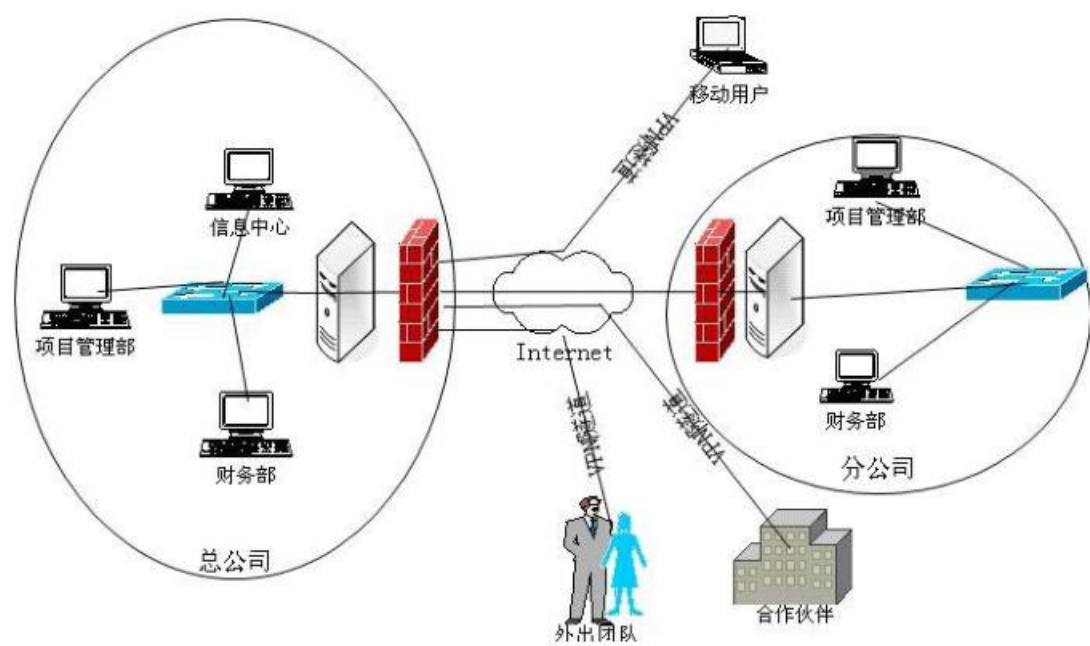 移动用户
VPN隧道
信息中心
项目管理部
项目管理部
Internet
财务部
财务部
VPN隧道
VPN隧道
分公司
总公司
外出团队
合作伙伴